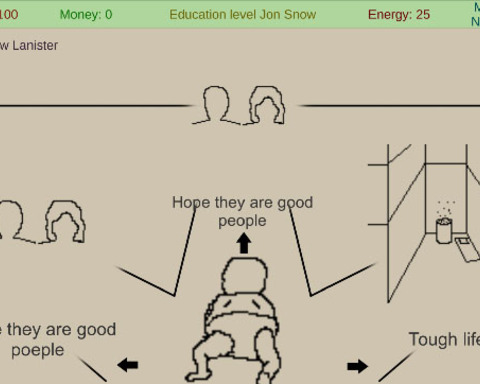 100 Money: 0 Education level Jon Snow Energy: 25 M
N
w Lanister
Hope they are good
people
e they are good
poeple
Tough life